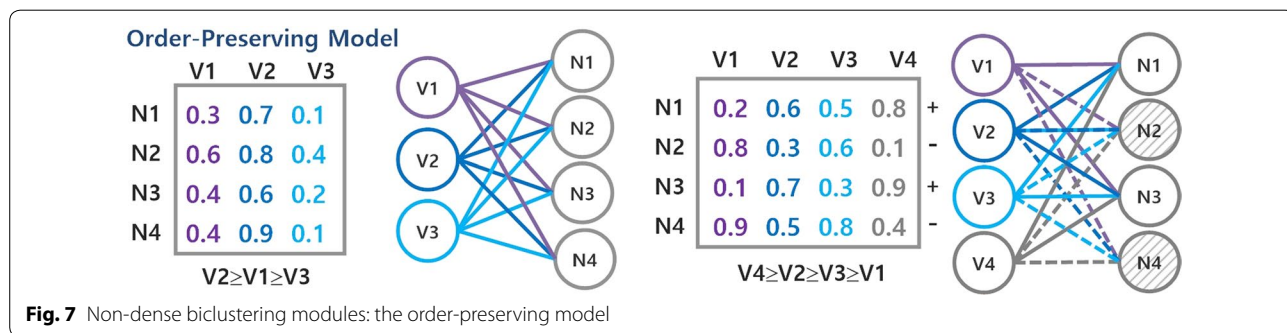 Order-Preserving Model
V1 V2 V3
N1 0.3 0.7 0.1
N2 0.6 0.8 0.4
N3 0.4 0.6 0.2
N4 0.4 0.9 0.1
V2≥V1≥V3
V1
V2
V3
N1
N2
N3
N4
V1 V2 V3 V4
N1 0.2 0.6 0.5 0.8 +
N2 0.8 0.3 0.6 0.1 -
N3 0.1 0.7 0.3 0.9 +
N4 0.9 0.5 0.8 0.4 -
V4≥V2≥V3≥V1
V1
V2
V3
V4
N1
N2
N3
N4
Fig. 7 Non-dense biclustering modules: the order-preserving model